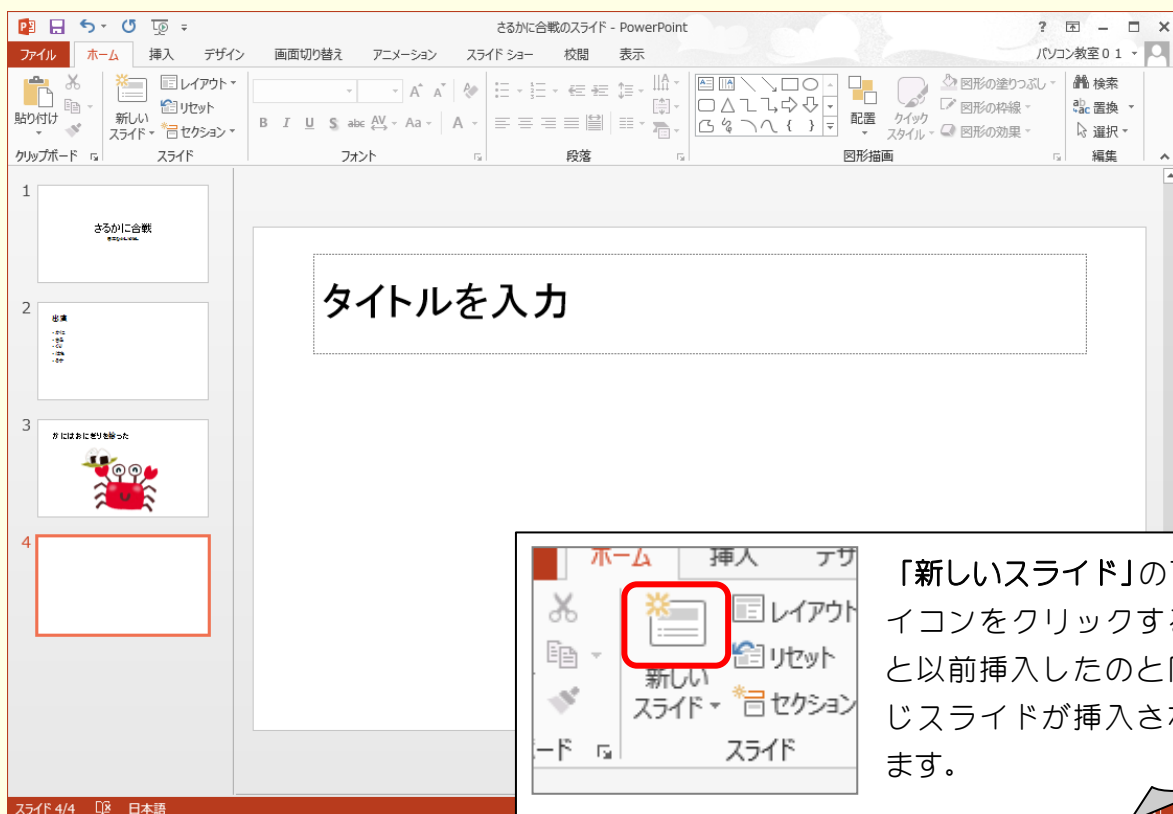 さるかに合戦のスライド - PowerPoint
ファイル ホーム 挿入 デザイン 画面切り替え アニメーション スライド ショー 校閲 表示 パソコン教室０１
貼り付け
新しい
スライド
レイアウト
リセット
セクション
B I U S abc AV Aa A
配置
クイック
スタイル
図形の塗りつぶし
図形の枠線
図形の効果
検索
置換
選択
クリップボード スライド フォント 段落 図形描画 編集
1
さるかに合戦
2
出演
3
かにはおにぎりを拾った
4
タイトルを入力
ホーム 挿入 デザ
レイアウト
リセット
新しい
スライド
セクション
ード スライド
「新しいスライド」の
イコンをクリックす
と以前挿入したのと
じスライドが挿入さ
ます。
スライド 4/4 日本語